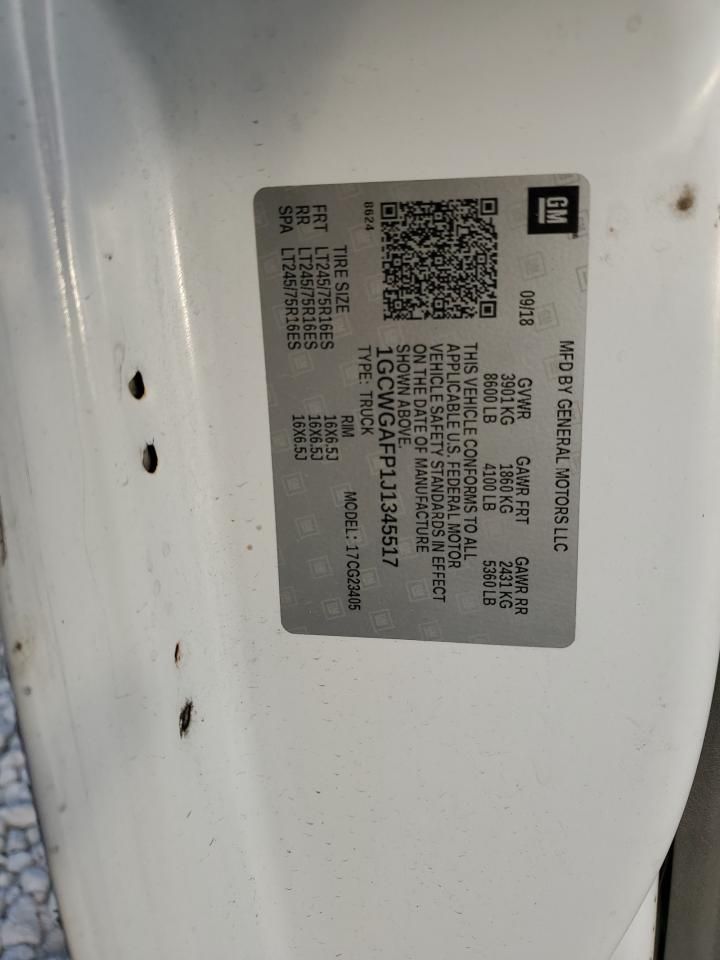 GM
MFD BY GENERAL MOTORS LLC
09/18 GVWR GAWR FRT GAWR RR
3901 KG 1860 KG 2431 KG
8600 LB 4100 LB 5360 LB
THIS VEHICLE CONFORMS TO ALL
APPLICABLE U.S. FEDERAL MOTOR
VEHICLE SAFETY STANDARDS IN EFFECT
ON THE DATE OF MANUFACTURE
SHOWN ABOVE.
1GCWGAFP1J1345517
8624 TYPE: TRUCK MODEL: 17CG23405
TIRE SIZE RIM
FRT LT245/75R16ES 16X6.5J
RR LT245/75R16ES 16X6.5J
SPA LT245/75R16ES 16X6.5J